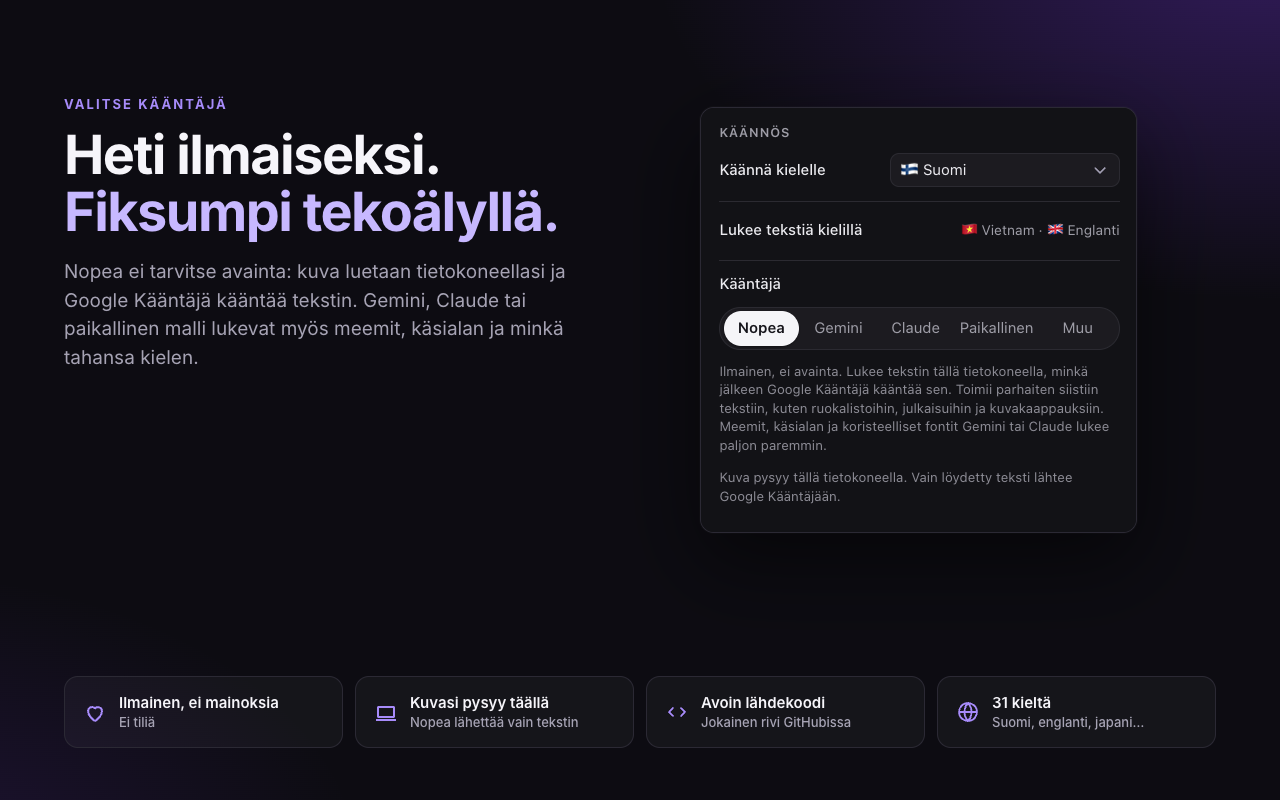 VALITSE KÄÄNTÄJÄ
Heti ilmaiseksi.
Fiksumpi tekoälyllä.
Nopea ei tarvitse avainta: kuva luetaan tietokoneellasi ja
Google Kääntäjä kääntää tekstin. Gemini, Claude tai
paikallinen malli lukevat myös meemit, käsialan ja minkä
tahansa kielen.
KÄÄNNÖS
Käännä kielelle
Suomi
Lukee tekstiä kielillä
Vietnam · Englanti
Kääntäjä
Nopea Gemini Claude Paikallinen Muu
Ilmainen, ei avainta. Lukee tekstin tällä tietokoneella, minkä
jälkeen Google Kääntäjä kääntää sen. Toimii parhaiten siistiin
tekstiin, kuten ruokalistoihin, julkaisuihin ja kuvakaappauksiin.
Meemit, käsialan ja koristeelliset fontit Gemini tai Claude lukee
paljon paremmin.
Kuva pysyy tällä tietokoneella. Vain löydetty teksti lähtee
Google Kääntäjään.
Ilmainen, ei mainoksia
Ei tiliä
Kuvasi pysyy täällä
Nopea lähettää vain tekstin
Avoin lähdekoodi
Jokainen rivi GitHubissa
31 kieltä
Suomi, englanti, japani...